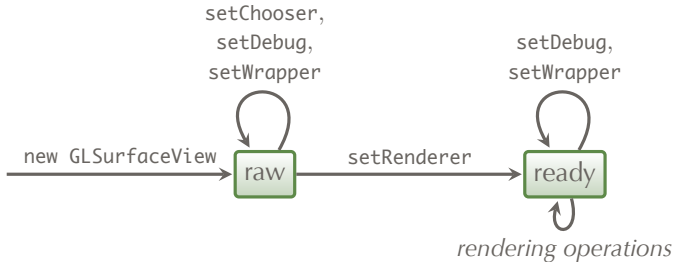 setChooser,
setDebug,
setWrapper
setDebug,
setWrapper
new GLSurfaceView
raw
setRenderer
ready
rendering operations